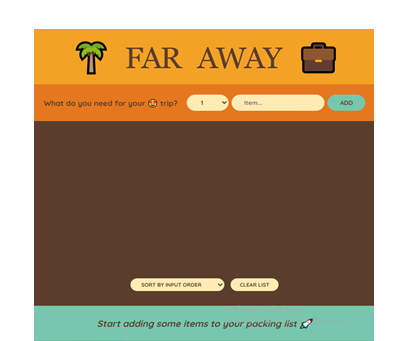 🌴 FAR AWAY 💼
What do you need for your 😍 trip? 1 Item... ADD
SORT BY INPUT ORDER CLEAR LIST
Start adding some items to your packing list 🚀